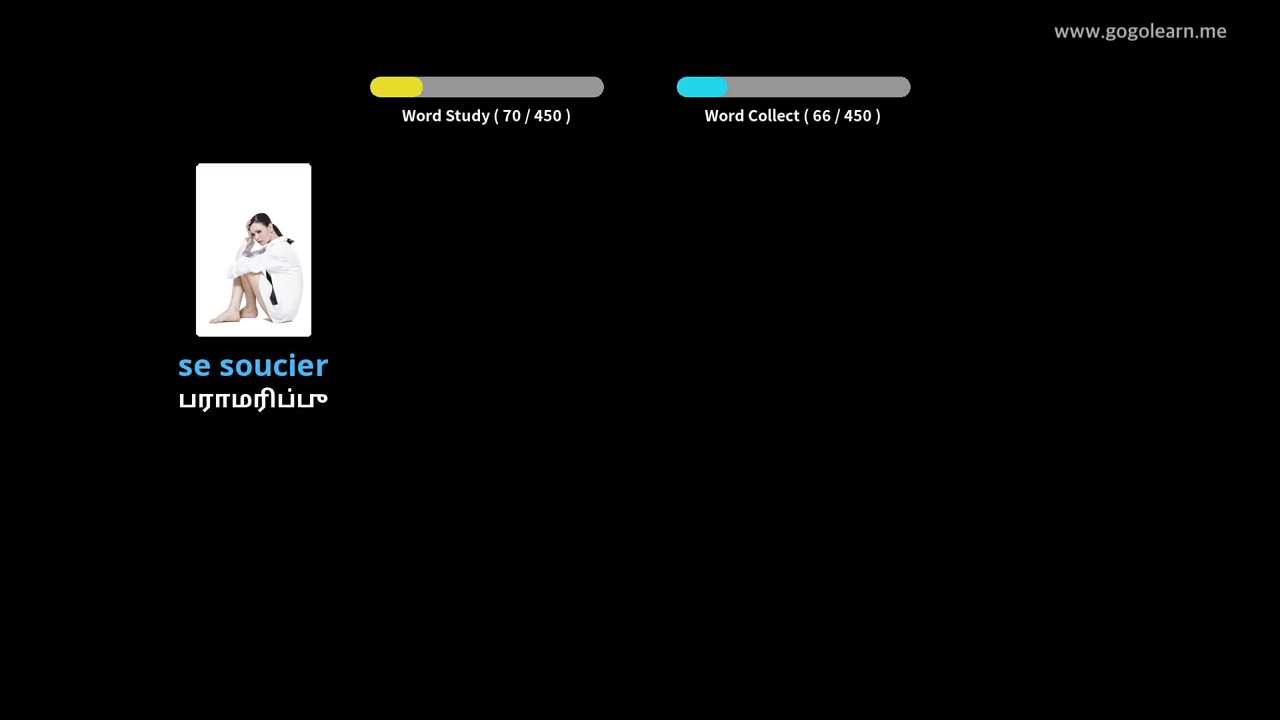 www.gogolearn.me
Word Study ( 70 / 450 )
Word Collect ( 66 / 450 )
se soucier
பராமரிப்பு